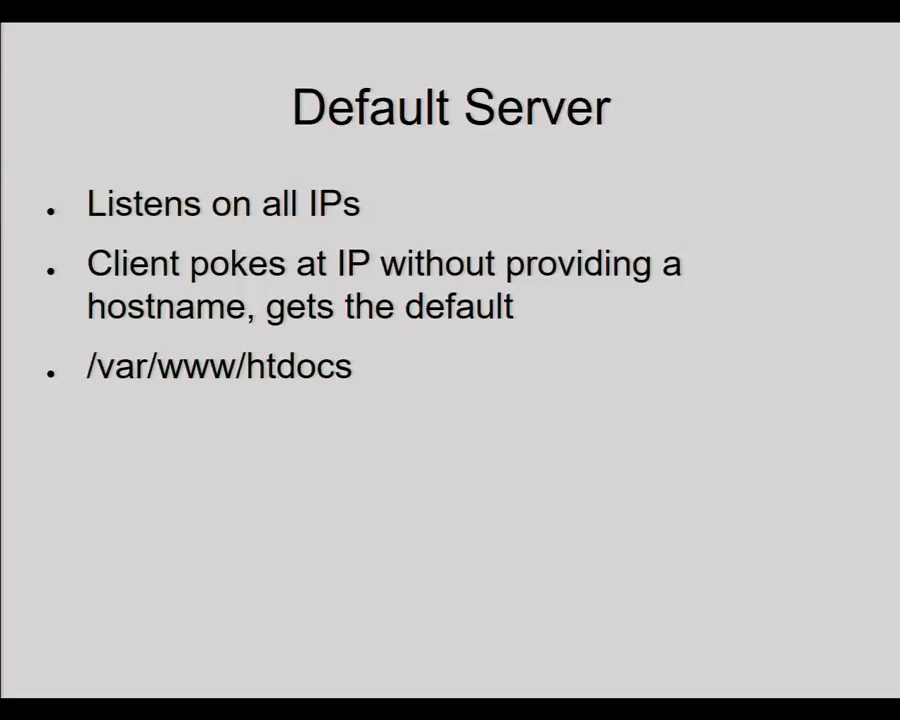 Default Server
Listens on all IPs
Client pokes at IP without providing a
hostname, gets the default
/var/www/htdocs